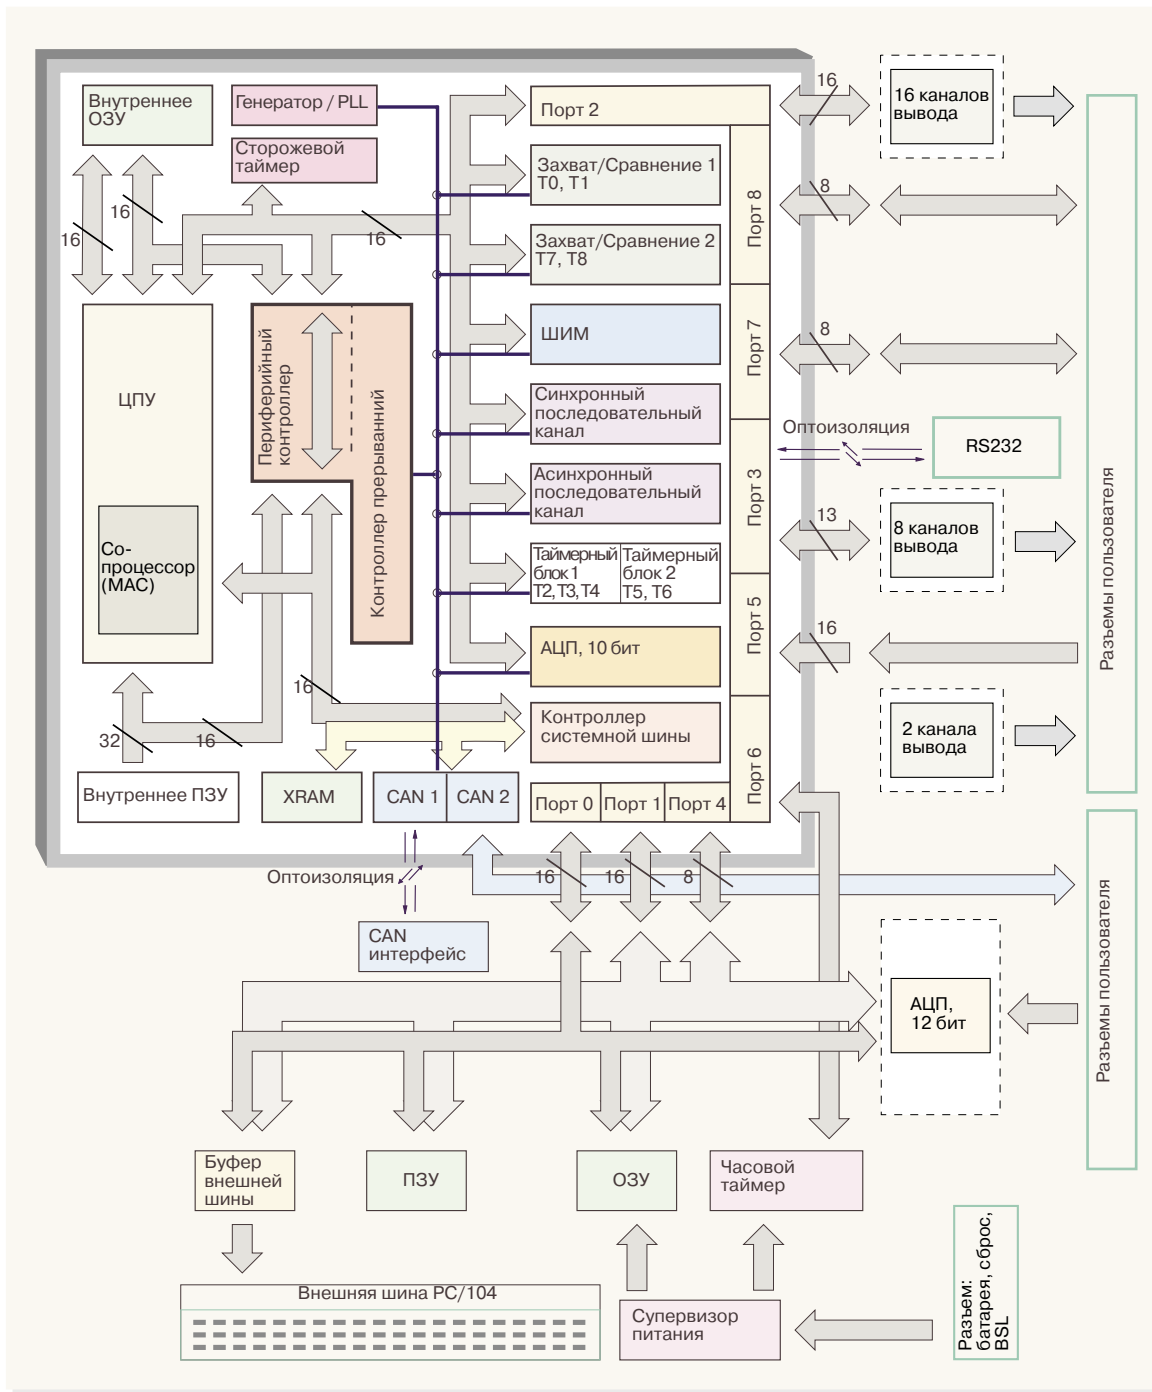 Внутреннее
ОЗУ
Генератор / PLL
Сторожевой
таймер
16
16
16
Порт 2
Захват/Сравнение 1
T0, T1
Захват/Сравнение 2
T7, T8
ШИМ
Синхронный
последовательный
канал
Асинхронный
последовательный
канал
Таймерный
блок 1
T2,T3,T4
Таймерный
блок 2
T5, T6
АЦП, 10 бит
Контроллер
системной шины
Порт 8
Порт 7
Порт 3
Порт 5
Порт 6
ЦПУ
Со-
процессор
(MAC)
Периферийный
контроллер
Контроллер прерыванний
16
32
16
Внутреннее ПЗУ
XRAM
CAN 1
CAN 2
Порт 0
Порт 1
Порт 4
16
16 каналов
вывода
8
8
Оптоизоляция
RS232
13
8 каналов
вывода
16
2 канала
вывода
Разъемы пользователя
Оптоизоляция
16
16
8
CAN
интерфейс
АЦП,
12 бит
Разъемы пользователя
Буфер
внешней
шины
ПЗУ
ОЗУ
Часовой
таймер
Внешняя шина PC/104
Супервизор
питания
Разъем:
батарея, сброс,
BSL